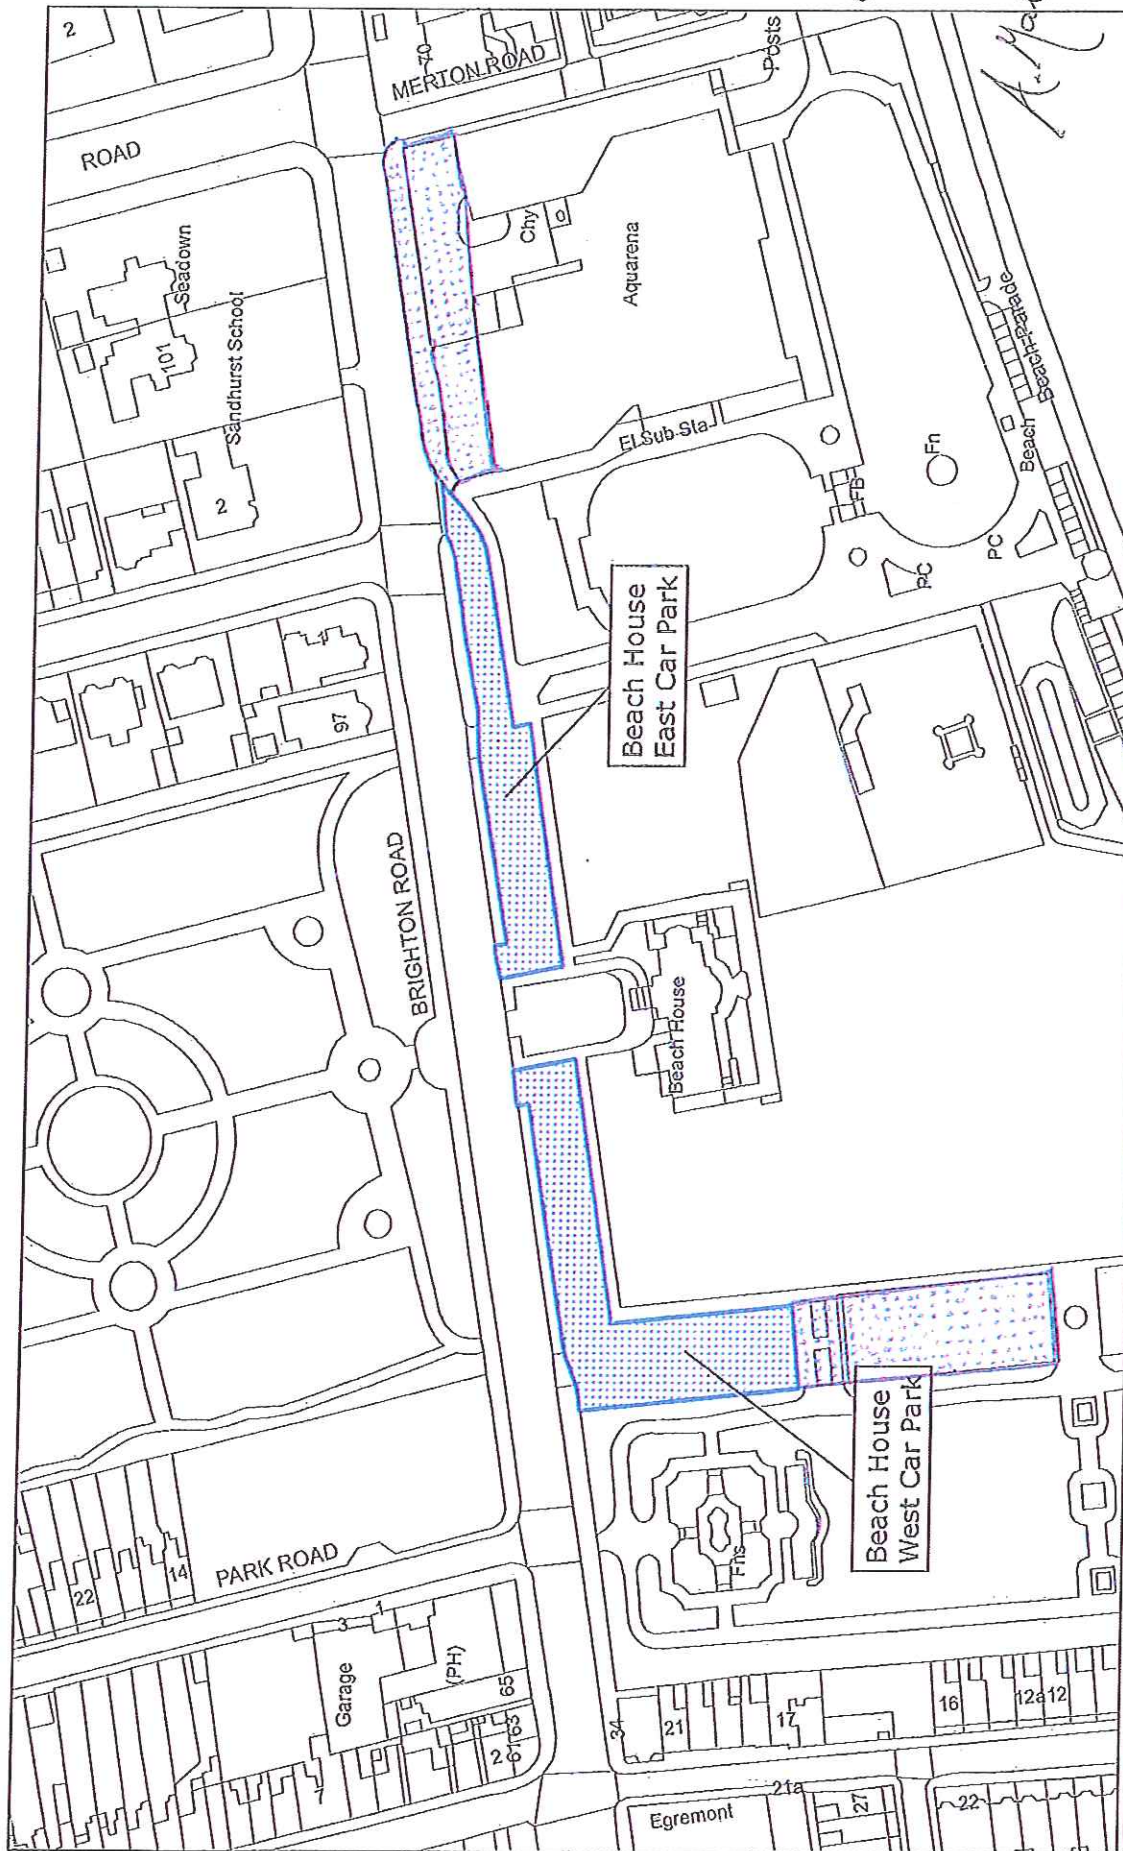 2
ROAD
70
MERTON ROAD
Posts
Seadown
101
Sandhurst School
2
Chy
Aquarena
El Sub Sta
Beach Parade
Beach
Fn
FB
PC
PC
1
97
BRIGHTON ROAD
Beach House
East Car Park
Beach House
Beach House
West Car Park
22
14
PARK ROAD
Fns
3
1
Garage
(PH)
65
63
61
2
7
34
21
17
16
12a
12
Egremont
21a
27
22